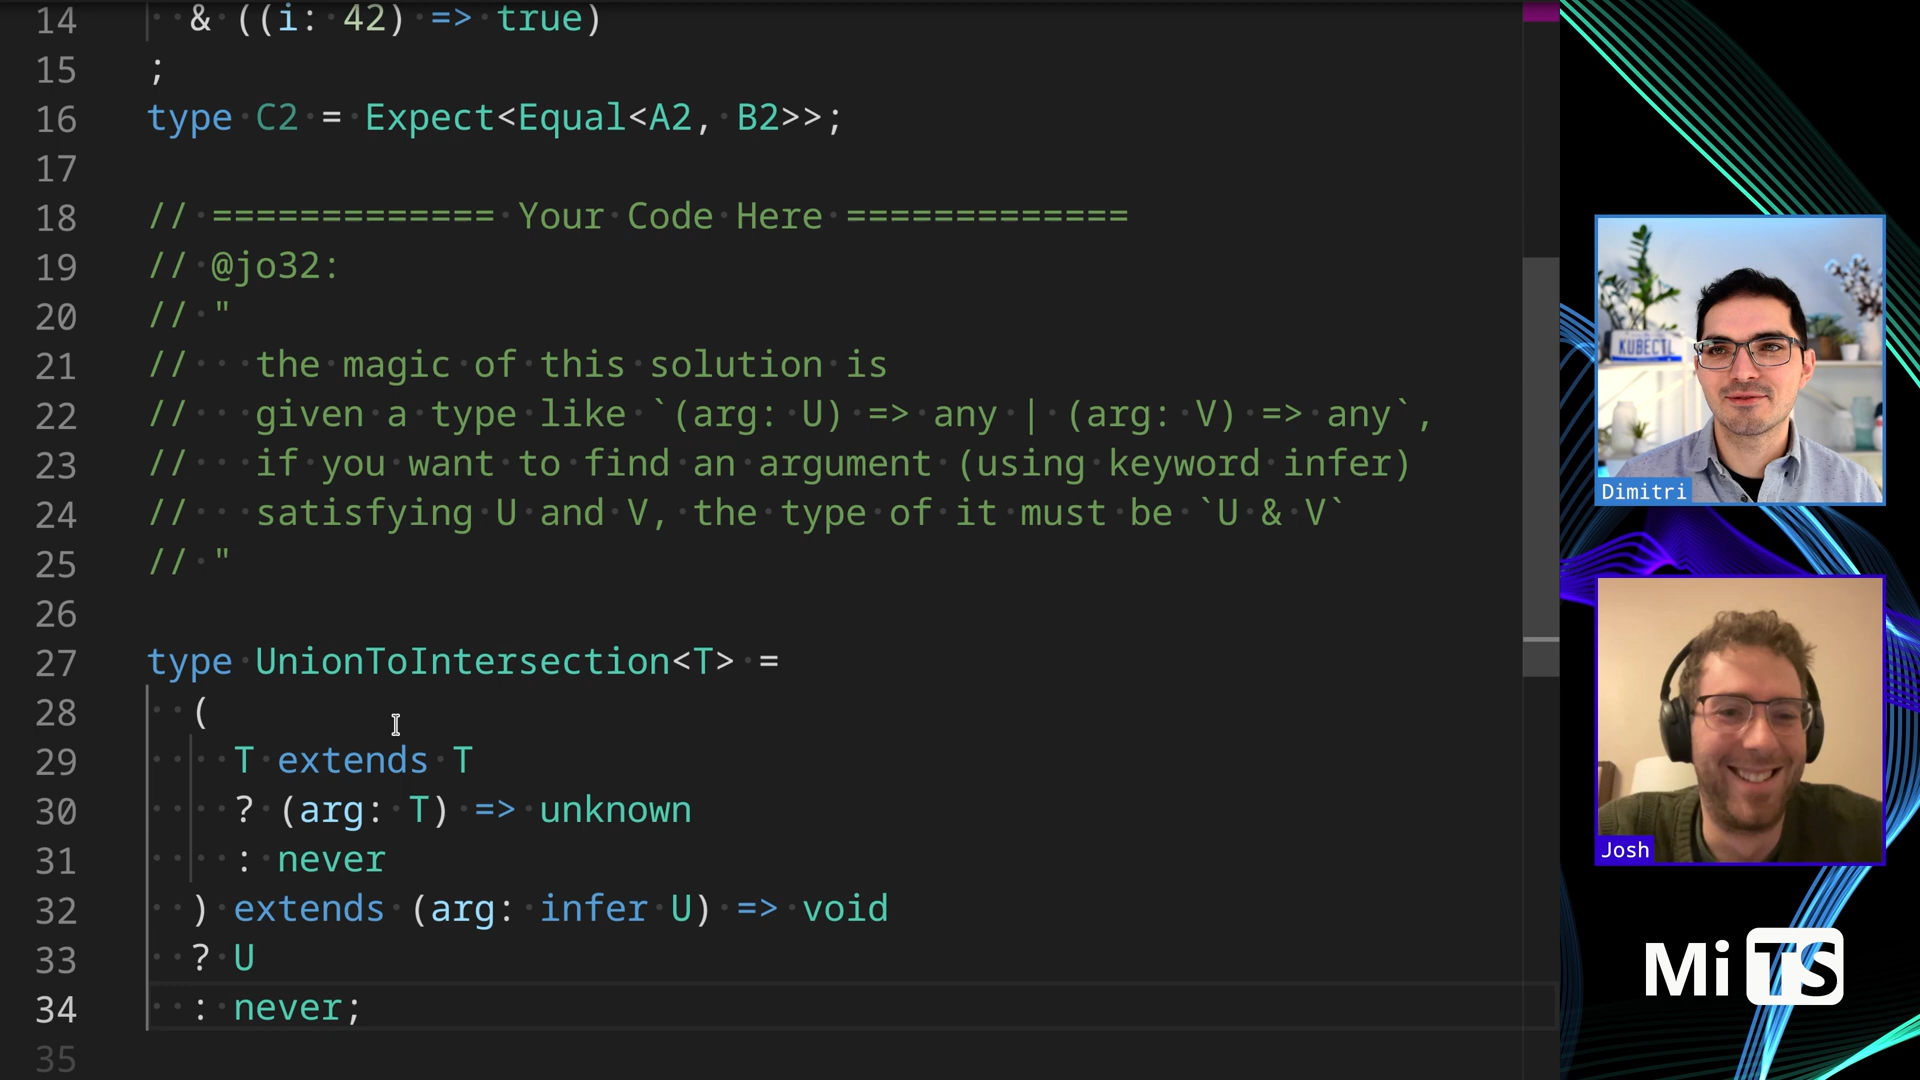 14 & ((i: 42) => true)
15 ;
16 type C2 = Expect<Equal<A2, B2>>;
17
18 // ============= Your Code Here =============
19 // @jo32:
20 // "
21 //   the magic of this solution is
22 //   given a type like `(arg: U) => any | (arg: V) => any`,
23 //   if you want to find an argument (using keyword infer)
24 //   satisfying U and V, the type of it must be `U & V`
25 // "
26
27 type UnionToIntersection<T> =
28   (
29     T extends T
30     ? (arg: T) => unknown
31     : never
32   ) extends (arg: infer U) => void
33   ? U
34   : never;
35
KUBECTL
Dimitri
Josh
Mi TS